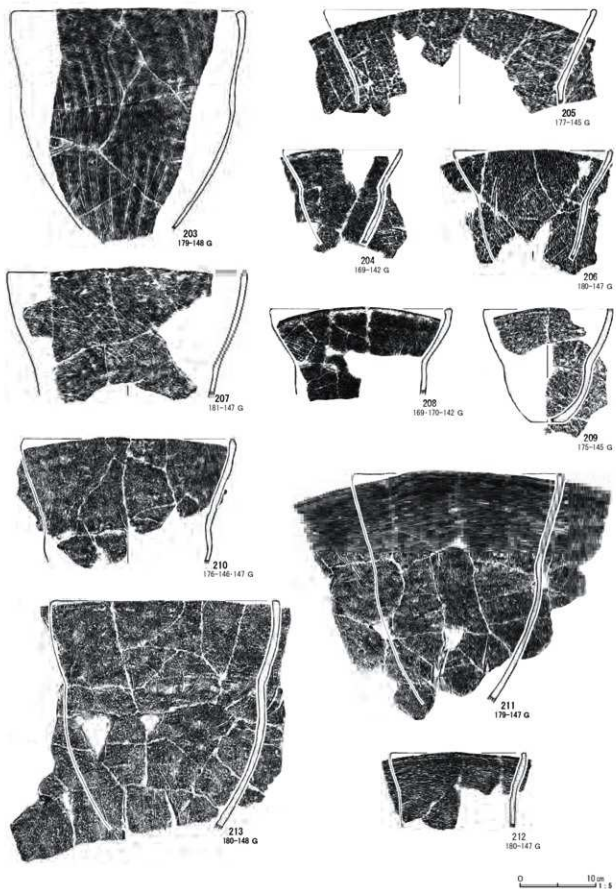 203
179-148 G
205
177-145 G
204
169-142 G
206
180-147 G
207
181-147 G
208
169-170-142 G
209
175-145 G
210
176-146·147 G
211
179-147 G
213
180-148 G
212
180-147 G
0 10 cm